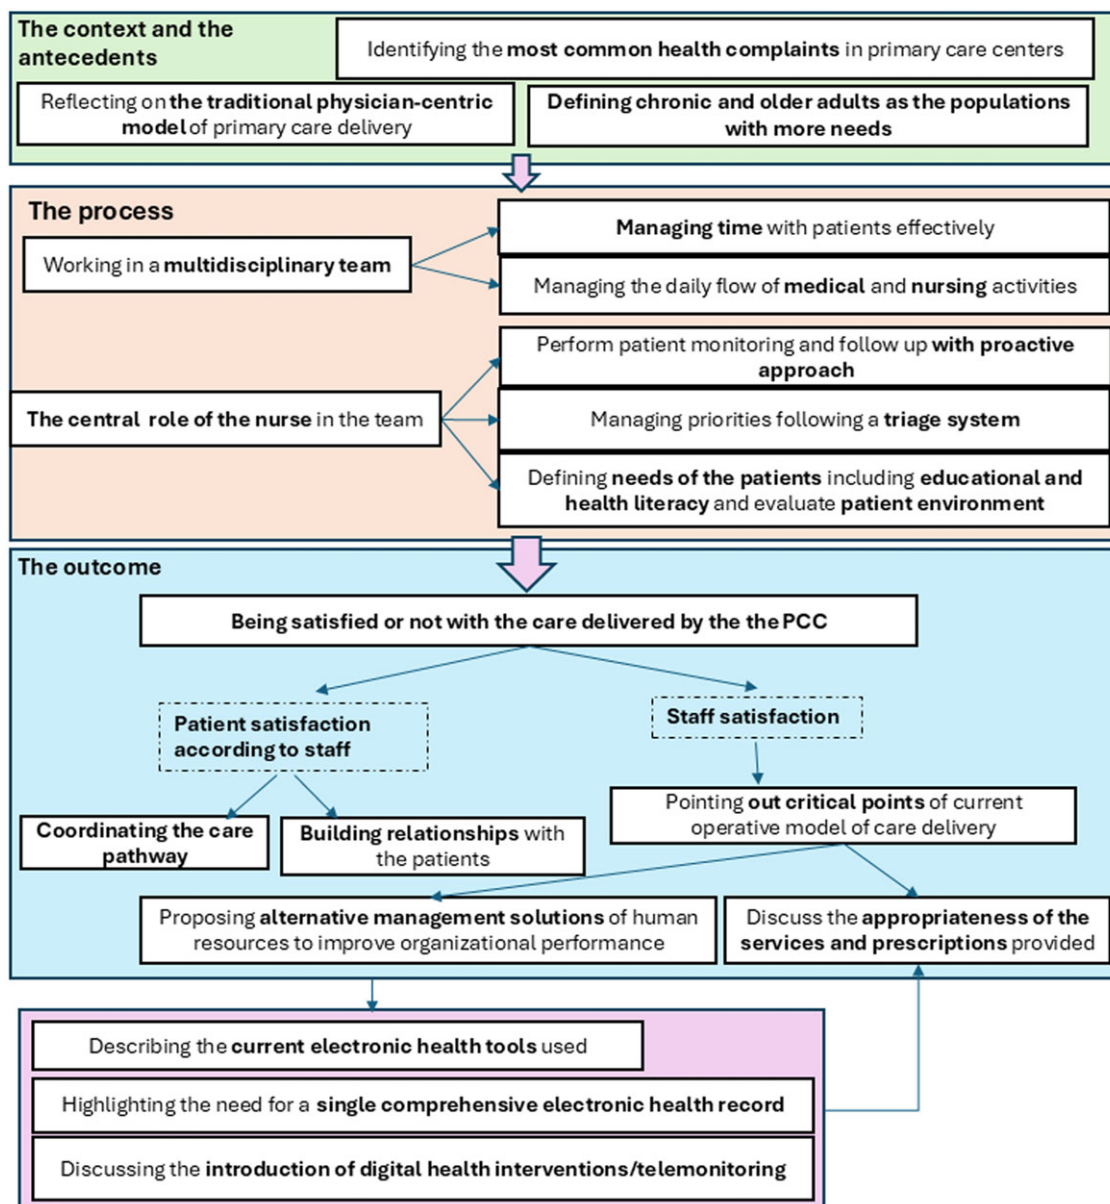 The context and the
antecedents
Identifying the most common health complaints in primary care centers
Reflecting on the traditional physician-centric
model of primary care delivery
Defining chronic and older adults as the populations
with more needs
The process
Working in a multidisciplinary team
Managing time with patients effectively
Managing the daily flow of medical and nursing activities
The central role of the nurse in the team
Perform patient monitoring and follow up with proactive
approach
Managing priorities following a triage system
Defining needs of the patients including educational and
health literacy and evaluate patient environment
The outcome
Being satisfied or not with the care delivered by the the PCC
Patient satisfaction
according to staff
Staff satisfaction
Coordinating the care
pathway
Building relationships with
the patients
Pointing out critical points of current
operative model of care delivery
Proposing alternative management solutions of human
resources to improve organizational performance
Discuss the appropriateness of the
services and prescriptions provided
Describing the current electronic health tools used
Highlighting the need for a single comprehensive electronic health record
Discussing the introduction of digital health interventions/telemonitoring